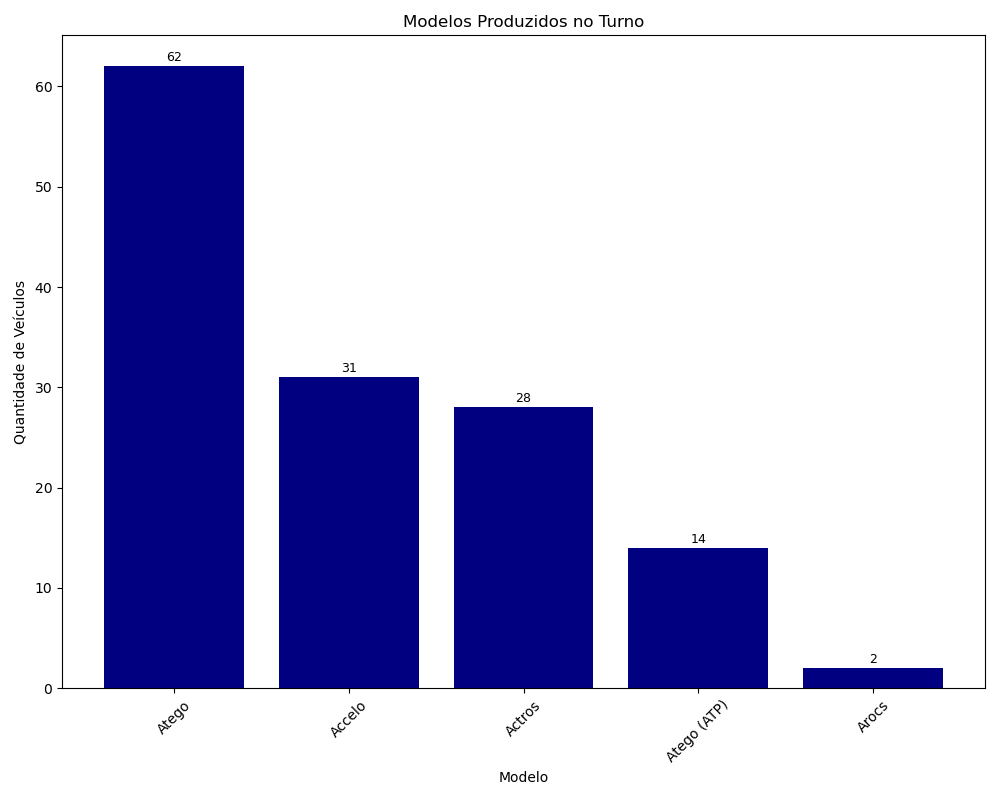 Modelos Produzidos no Turno
Quantidade de Veículos
60
50
40
30
20
10
0
62
31
28
14
2
Atego
Accelo
Actros
Atego (ATP)
Arocs
Modelo